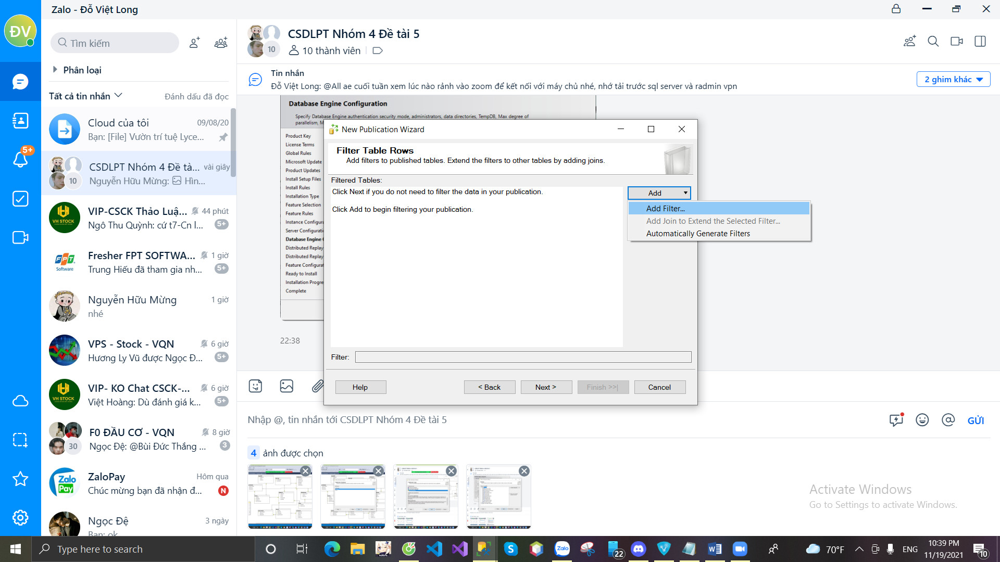 Zalo - Đỗ Việt Long
ĐV
Tìm kiếm
Phân loại
Tất cả tin nhắn
Đánh dấu đã đọc
Cloud của tôi
09/08/20
Bạn: [File] Vườn trí tuệ Lyce...
5+
CSDLPT Nhóm 4 Đề tà...
vài giây
10
Nguyễn Hữu Mừng: Hìn...
VH STOCK
VIP-CSCK Thảo Luậ...
44 phút
Ngô Thu Quỳnh: cứ t7-Cn l...
5+
FPT
Software
Fresher FPT SOFTWA...
1 giờ
Trung Hiếu đã tham gia nh...
5+
Nguyễn Hữu Mừng
1 giờ
nhé
VPS - Stock - VQN
6 giờ
Hương Ly Vũ được Ngọc Đ...
5+
VH STOCK
VIP- KO Chat CSCK-...
6 giờ
Việt Hoàng: Dù đánh giá k...
5+
F0 ĐẦU CƠ - VQN
8 giờ
30
Ngọc Đệ: @Bùi Đức Thắng ...
3
Zalo
Pay
ZaloPay
Hôm qua
Chúc mừng bạn đã nhận đ...
N
Ngọc Đệ
3 ngày
Bạn: ok
CSDLPT Nhóm 4 Đề tài 5
10
10 thành viên
Tin nhắn
Đỗ Việt Long: @All ae cuối tuần xem lúc nào rảnh vào zoom để kết nối với máy chủ nhé, nhớ tải trước sql server và radmin vpn
2 ghim khác
Database Engine Configuration
Specify Database Engine authentication security mode, administrators, data directories, TempDB, Max degree of
parallelism, M
Product Key
License Terms
Global Rules
Microsoft Update
Product Updates
Install Setup Files
Install Rules
Installation Type
Feature Selection
Feature Rules
Instance Configura
Server Configurati
Database Engine
Distributed Replay
Distributed Replay
Feature Configurat
Ready to Install
Installation Progre
Complete
22:38
New Publication Wizard
Filter Table Rows
Add filters to published tables. Extend the filters to other tables by adding joins.
Filtered Tables:
Click Next if you do not need to filter the data in your publication.
Click Add to begin filtering your publication.
Add
Add Filter...
Add Join to Extend the Selected Filter...
Automatically Generate Filters
Filter:
Help
< Back
Next >
Finish >>|
Cancel
Nhập @, tin nhắn tới CSDLPT Nhóm 4 Đề tài 5
GỬI
4 ảnh được chọn
Activate Windows
Go to Settings to activate Windows.
Type here to search
Zalo
22
70°F
ENG
10:39 PM
11/19/2021
10